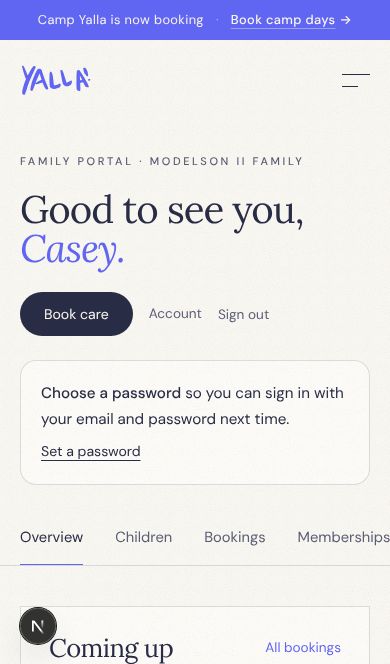 Camp Yalla is now booking · Book camp days →
YALLA
FAMILY PORTAL · MODELSON II FAMILY
Good to see you,
Casey.
Book care Account Sign out
Choose a password so you can sign in with
your email and password next time.
Set a password
Overview Children Bookings Memberships
N
Coming up All bookings